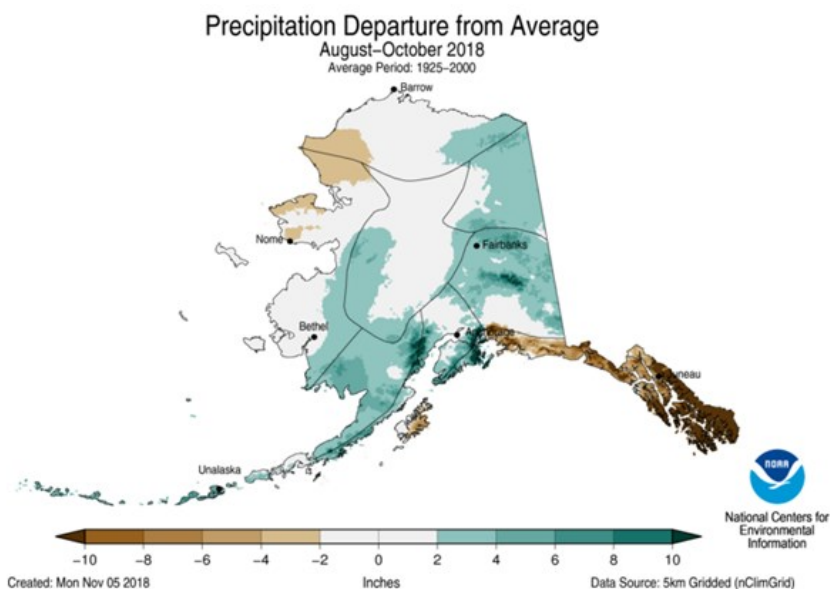 Precipitation Departure from Average
August–October 2018
Average Period: 1925–2000
Barrow
Nome
Fairbanks
Bethel
Unalaska
NOAA
National Centers for
Environmental
Information
-10 -8 -6 -4 -2 0 2 4 6 8 10
Created: Mon Nov 05 2018
Inches
Data Source: 5km Gridded (nClimGrid)